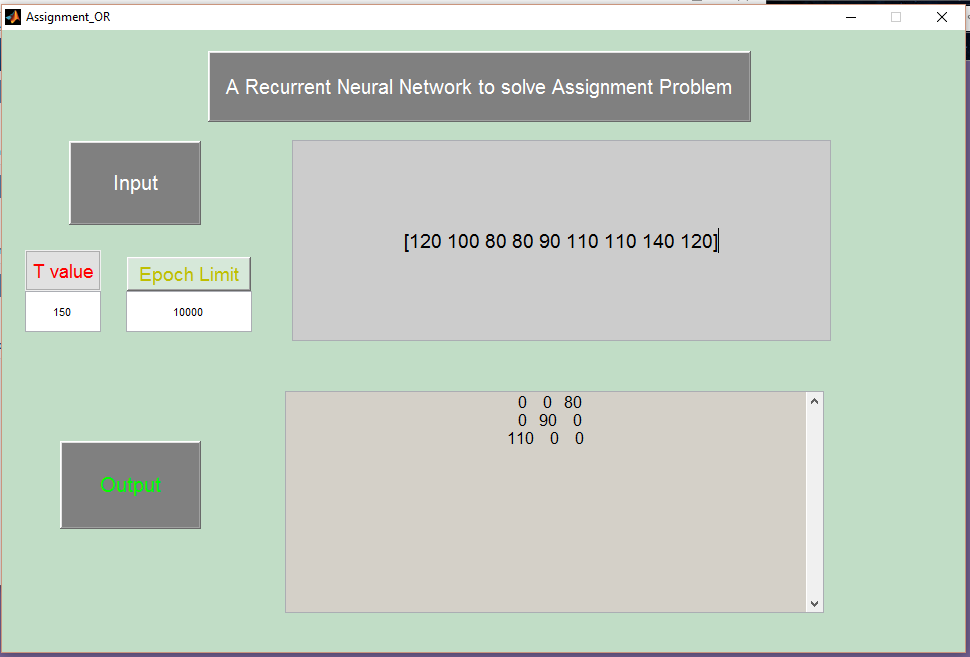 Assignment_OR
A Recurrent Neural Network to solve Assignment Problem
Input
[120 100 80 80 90 110 110 140 120]
T value
Epoch Limit
150
10000
0 0 80
0 90 0
110 0 0
Output